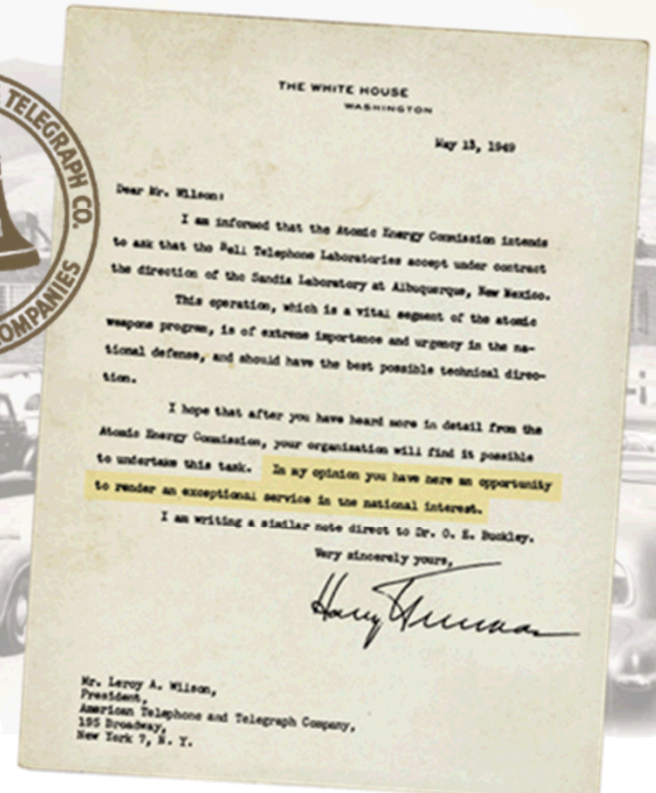 TELEGRAPH CO.
COMPANIES
THE WHITE HOUSE
WASHINGTON
May 13, 1949
Dear Mr. Wilson:
I am informed that the Atomic Energy Commission intends
to ask that the Bell Telephone Laboratories accept under contract
the direction of the Sandia Laboratory at Albuquerque, New Mexico.
This operation, which is a vital segment of the atomic
weapons program, is of extreme importance and urgency in the na-
tional defense, and should have the best possible technical direc-
tion.
I hope that after you have heard more in detail from the
Atomic Energy Commission, your organization will find it possible
to undertake this task. In my opinion you have here an opportunity
to render an exceptional service in the national interest.
I am writing a similar note direct to Dr. O. E. Buckley.
Very sincerely yours,
Harry Truman
Mr. Leroy A. Wilson,
President,
American Telephone and Telegraph Company,
195 Broadway,
New York 7, N. Y.